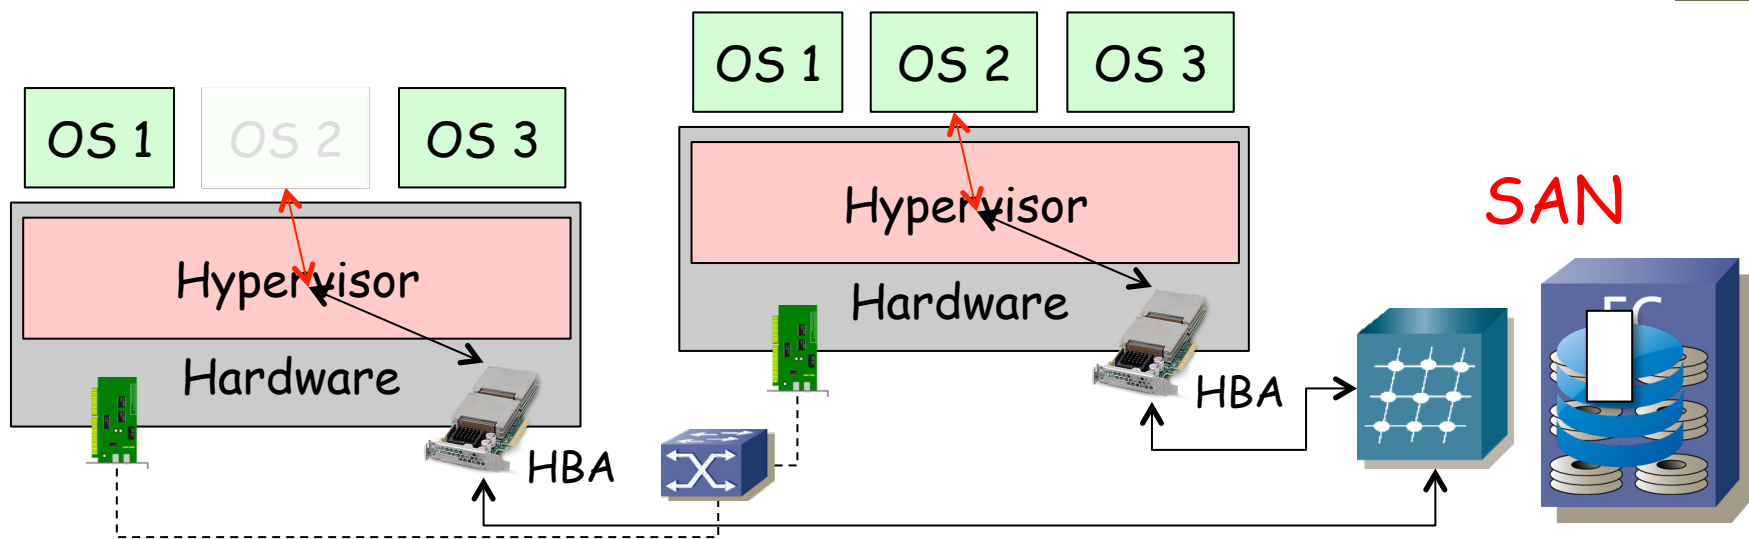 OS 1
OS 2
OS 3
Hypervisor
Hardware
HBA
OS 1
OS 2
OS 3
Hypervisor
Hardware
HBA
SAN